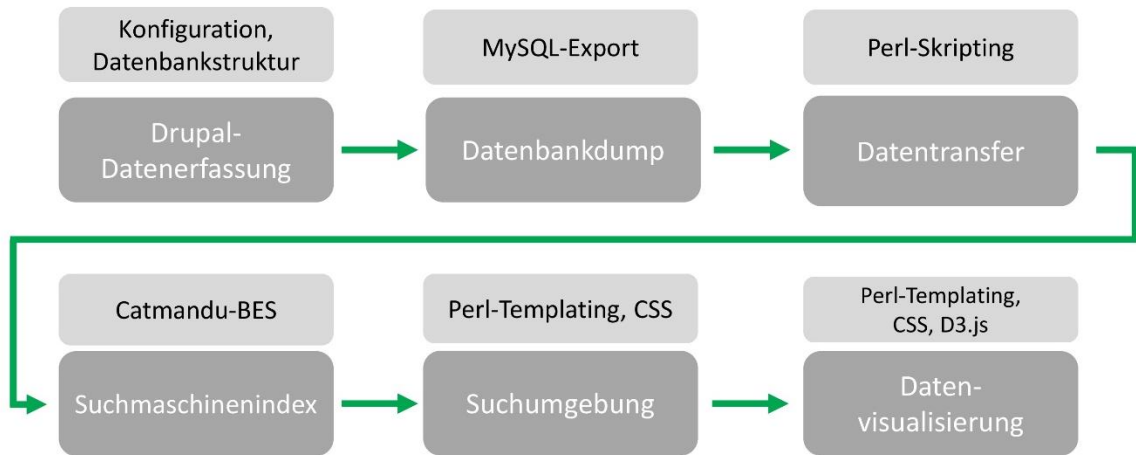 Konfiguration,
Datenbankstruktur
Drupal-
Datenerfassung
MySQL-Export
Datenbankdump
Perl-Skripting
Datentransfer
Catmandu-BES
Suchmaschinenindex
Perl-Templating, CSS
Suchumgebung
Perl-Templating,
CSS, D3.js
Daten-
visualisierung